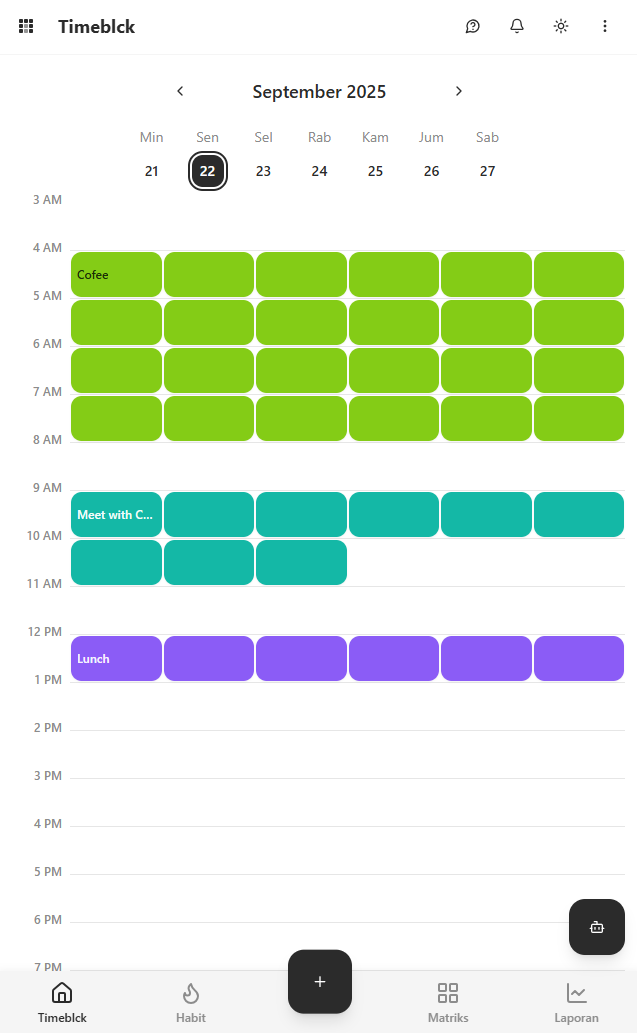 Timeblck
September 2025
Min Sen Sel Rab Kam Jum Sab
21 22 23 24 25 26 27
3 AM
4 AM
Cofee
5 AM
6 AM
7 AM
8 AM
9 AM
Meet with C...
10 AM
11 AM
12 PM
Lunch
1 PM
2 PM
3 PM
4 PM
5 PM
6 PM
7 PM
Timeblck Habit Matriks Laporan